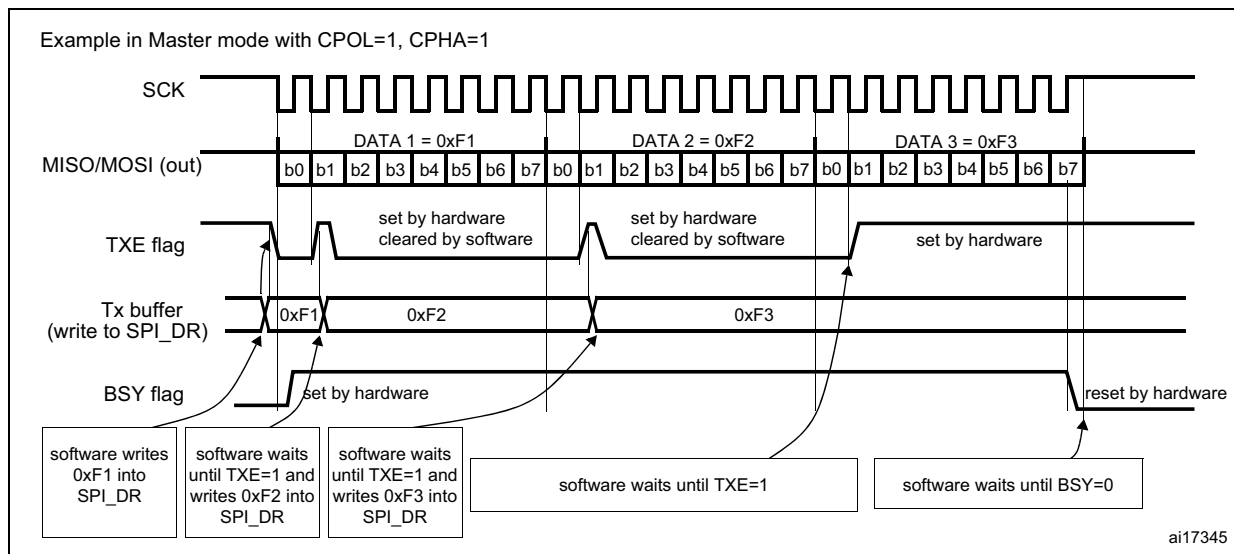 Example in Master mode with CPOL=1, CPHA=1
SCK
DATA 1 = 0xF1 DATA 2 = 0xF2 DATA 3 = 0xF3
MISO/MOSI (out) b0 b1 b2 b3 b4 b5 b6 b7 b0 b1 b2 b3 b4 b5 b6 b7 b0 b1 b2 b3 b4 b5 b6 b7
set by hardware set by hardware
TXE flag cleared by software cleared by software set by hardware
Tx buffer 0xF1 0xF2 0xF3
(write to SPI_DR)
BSY flag set by hardware reset by hardware
software writes
0xF1 into
SPI_DR
software waits
until TXE=1 and
writes 0xF2 into
SPI_DR
software waits
until TXE=1 and
writes 0xF3 into
SPI_DR
software waits until TXE=1
software waits until BSY=0
ai17345